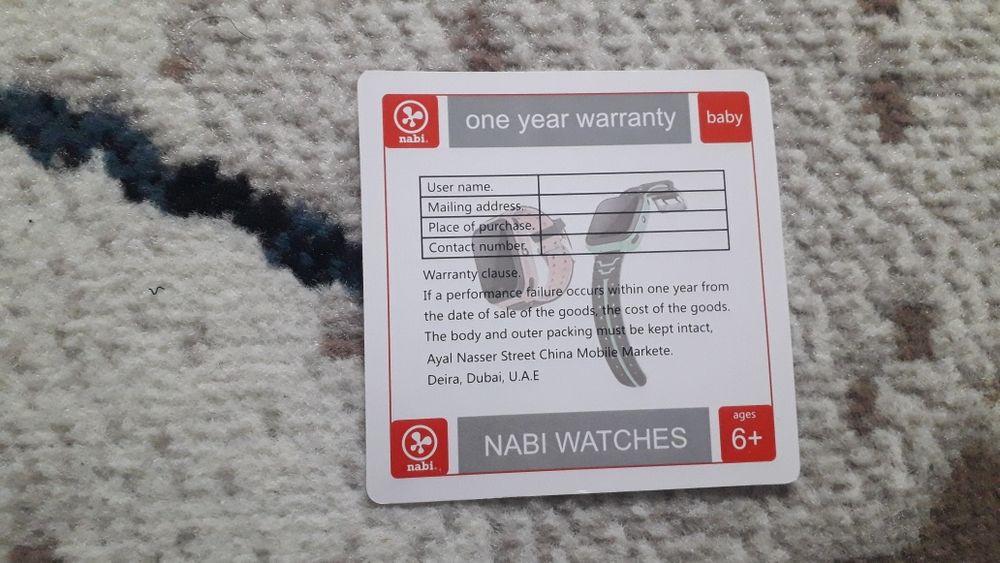 nabi.
one year warranty
baby
User name.
Mailing address.
Place of purchase.
Contact number.
Warranty clause.
If a performance failure occurs within one year from
the date of sale of the goods, the cost of the goods.
The body and outer packing must be kept intact,
Ayal Nasser Street China Mobile Markete.
Deira, Dubai, U.A.E
nabi.
NABI WATCHES
ages
6+